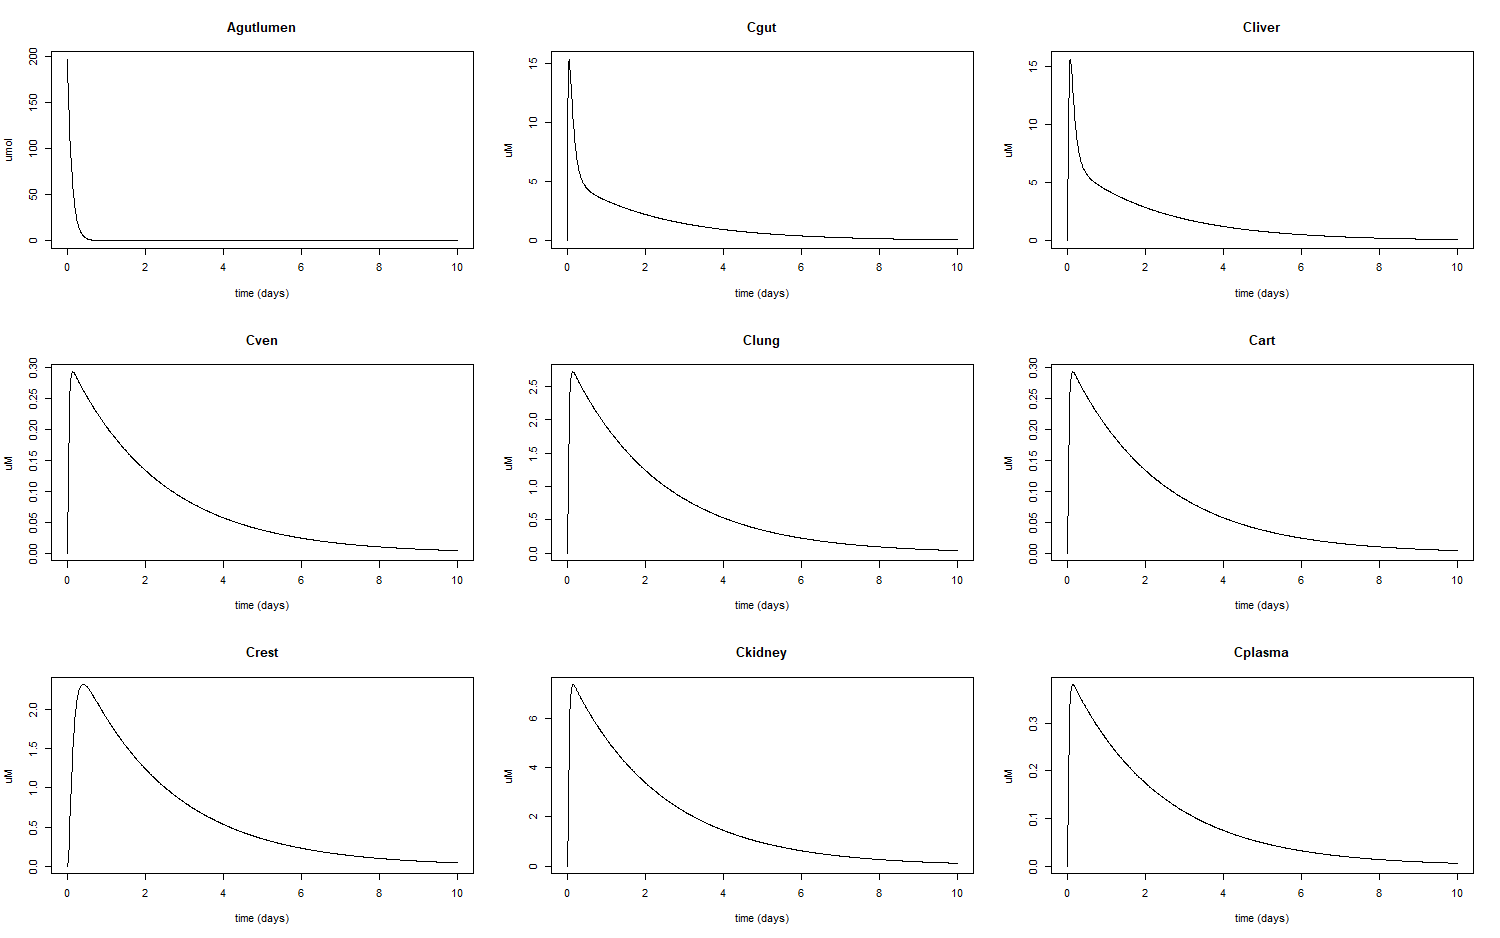 Agutlumen
umol
200
150
100
50
0
0 2 4 6 8 10
time (days)
Cgut
uM
15
10
5
0
0 2 4 6 8 10
time (days)
Cliver
uM
15
10
5
0
0 2 4 6 8 10
time (days)
Cven
uM
0.30
0.25
0.20
0.15
0.10
0.05
0.00
0 2 4 6 8 10
time (days)
Clung
uM
2.5
2.0
1.5
1.0
0.5
0.0
0 2 4 6 8 10
time (days)
Cart
uM
0.30
0.25
0.20
0.15
0.10
0.05
0.00
0 2 4 6 8 10
time (days)
Crest
uM
2.0
1.5
1.0
0.5
0.0
0 2 4 6 8 10
time (days)
Ckidney
uM
6
4
2
0
0 2 4 6 8 10
time (days)
Cplasma
uM
0.3
0.2
0.1
0.0
0 2 4 6 8 10
time (days)